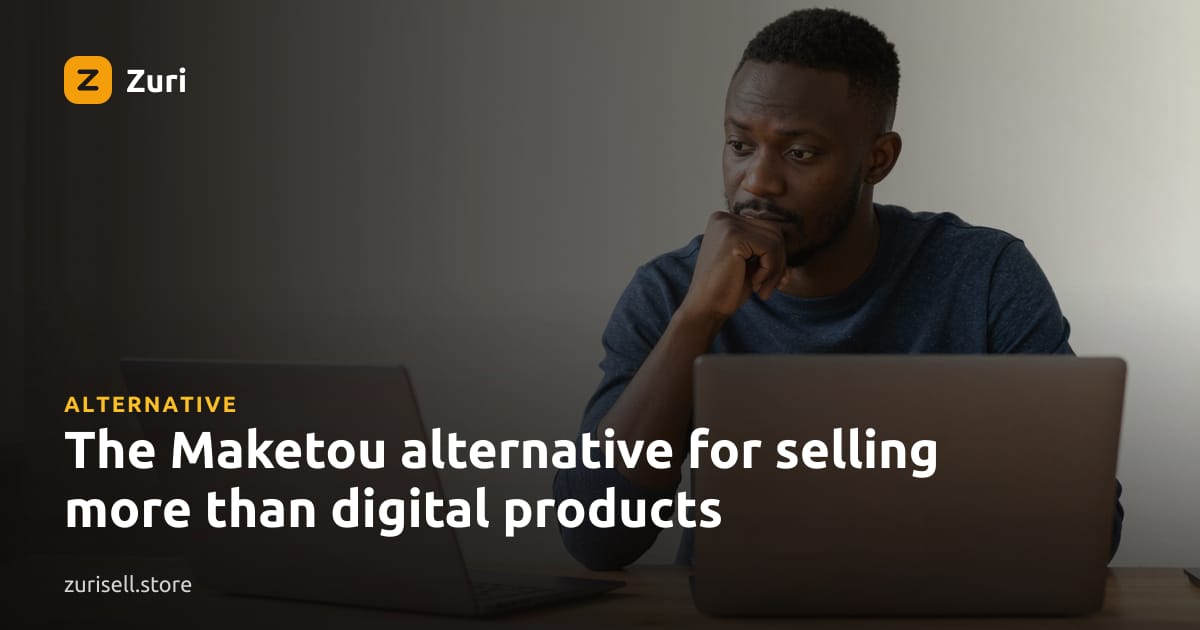 Z Zuri
ALTERNATIVE
The Maketou alternative for selling
more than digital products
zurisell.store